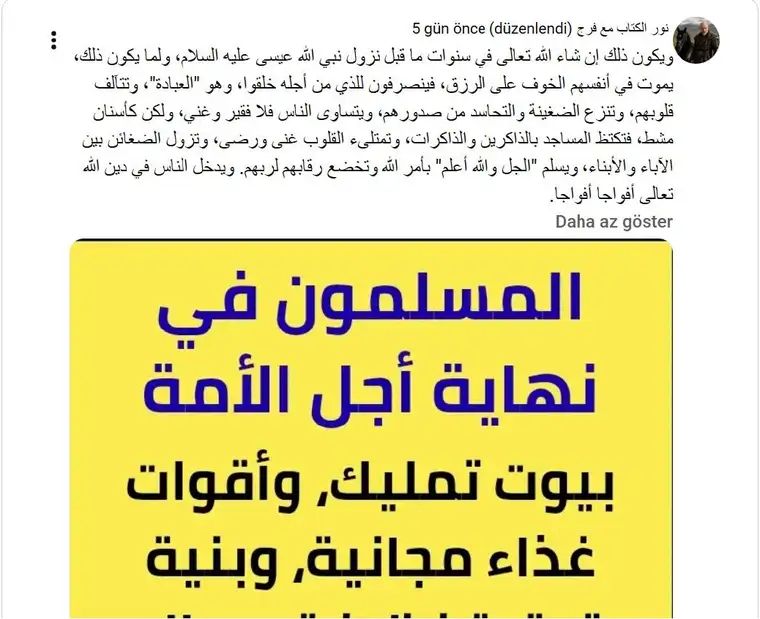 نور الكتاب مع فرج 5 gün önce (düzenlendi)
ويكون ذلك إن شاء الله تعالى في سنوات ما قبل نزول نبي الله عيسى عليه السلام، ولما يكون ذلك،
يموت في أنفسهم الخوف على الرزق، فينصرفون للذي من أجله خلقوا، وهو "العبادة"، وتتآلف
قلوبهم، وتنزع الضغينة والتحاسد من صدورهم، ويتساوى الناس فلا فقير وغني، ولكن كأسنان
مشط، فتكتظ المساجد بالذاكرين والذاكرات، وتمتلىء القلوب غنى ورضى، وتزول الضغائن بين
الآباء والأبناء، ويسلم "الجل والله أعلم" بأمر الله وتخضع رقابهم لربهم. ويدخل الناس في دين الله
تعالى أفواجا أفواجا.
Daha az göster
المسلمون في
نهاية أجل الأمة
بيوت تمليك، وأقوات
غذاء مجانية، وبنية